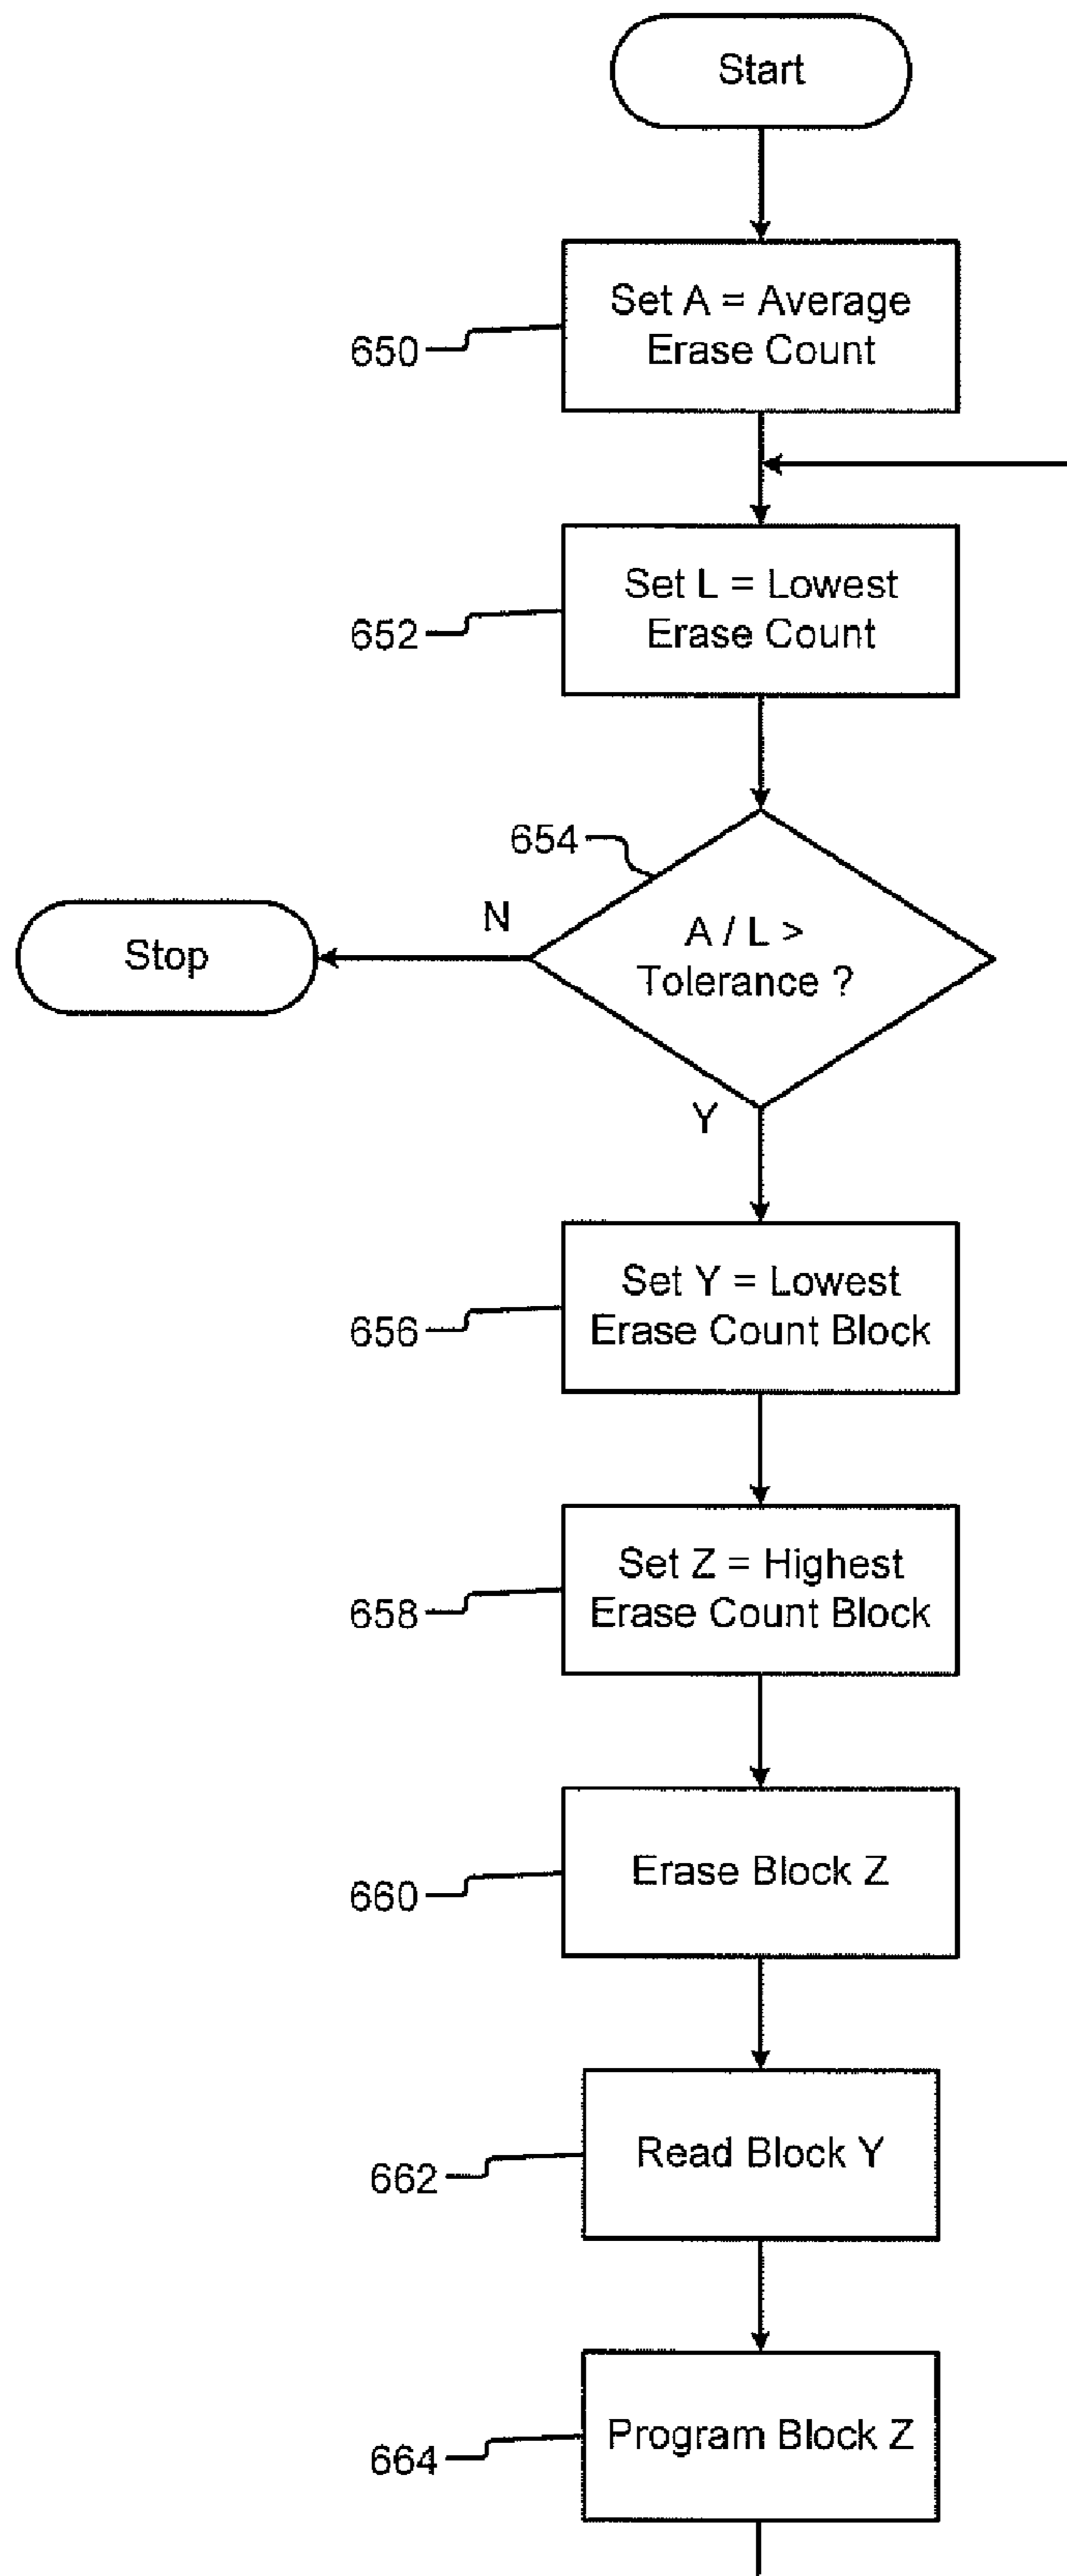 Start
Set A = Average
Erase Count
650
Set L = Lowest
Erase Count
652
654
A / L >
Tolerance ?
N
Stop
Y
Set Y = Lowest
Erase Count Block
656
Set Z = Highest
Erase Count Block
658
Erase Block Z
660
Read Block Y
662
Program Block Z
664